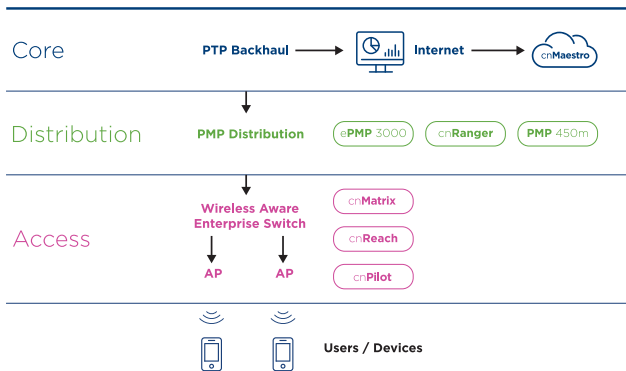 Core
PTP Backhaul
Internet
cnMaestro
Distribution
PMP Distribution
ePMP 3000
cnRanger
PMP 450m
Access
Wireless Aware
Enterprise Switch
AP
AP
cnMatrix
cnReach
cnPilot
Users / Devices